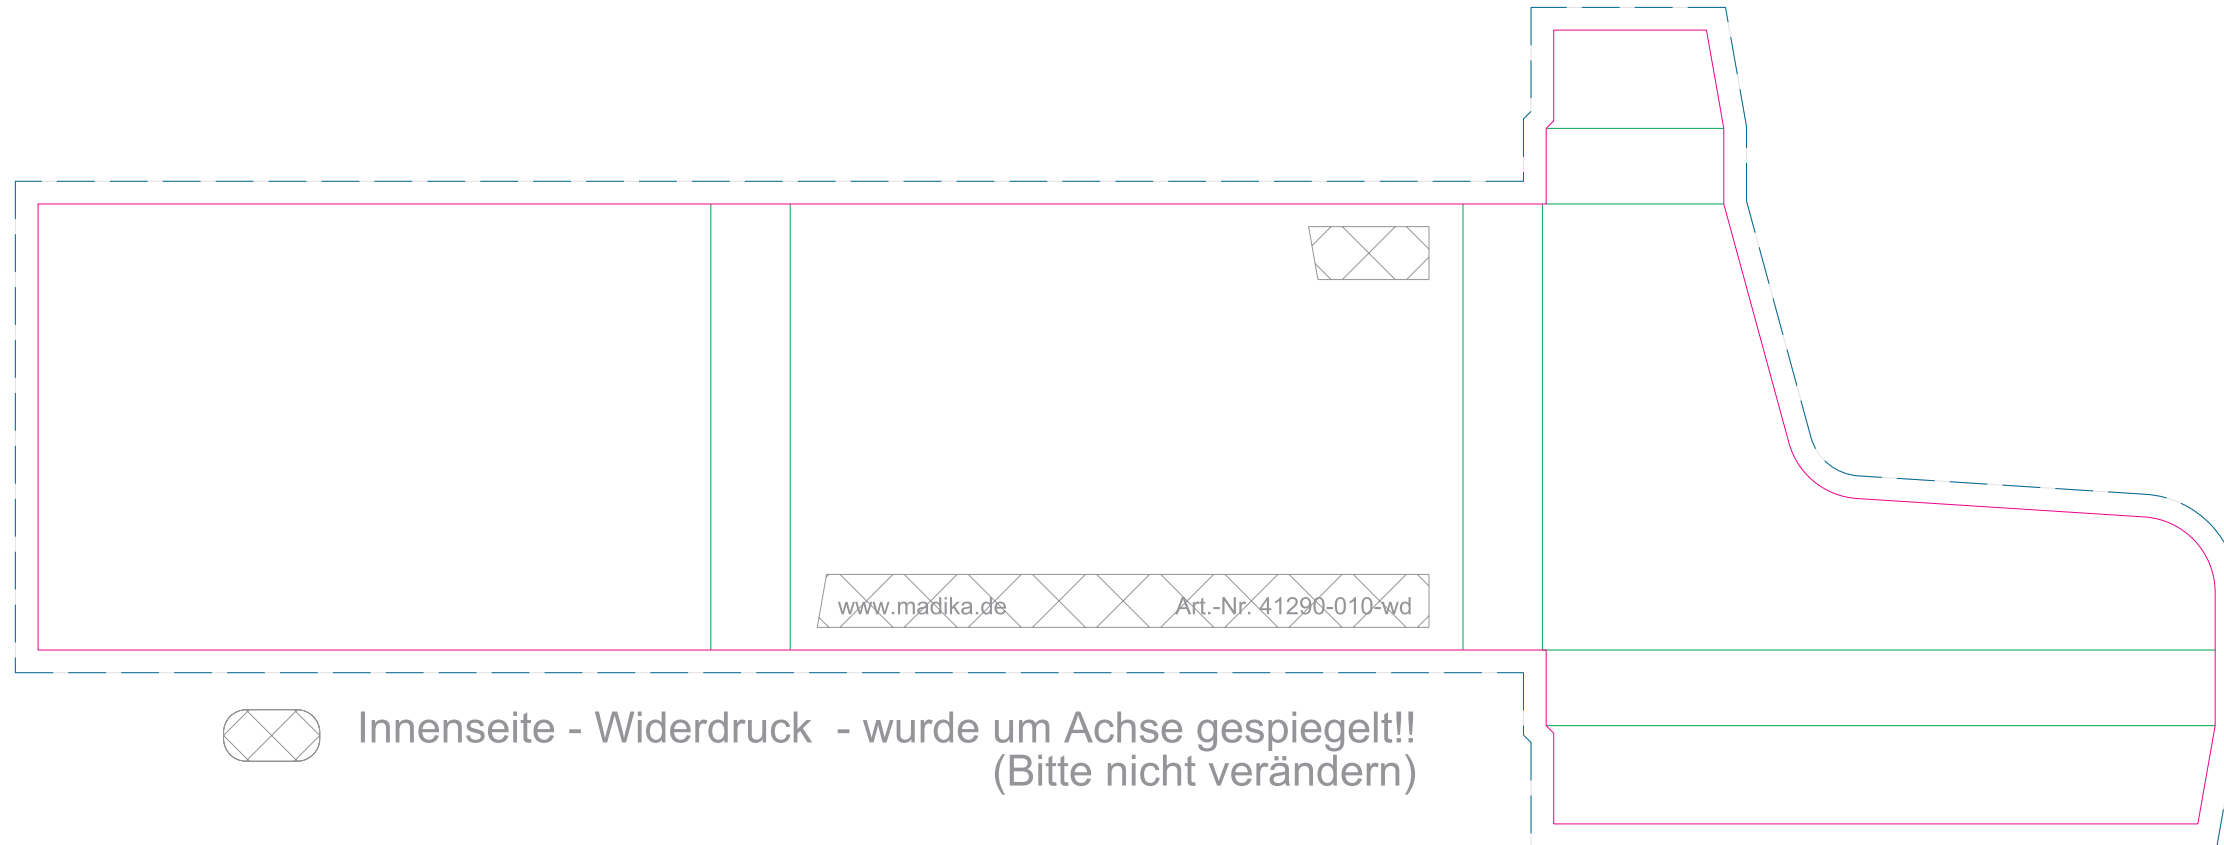 www.madika.de Art.-Nr. 41290-010-wd
Innenseite - Widerdruck - wurde um Achse gespiegelt!!
(Bitte nicht verändern)